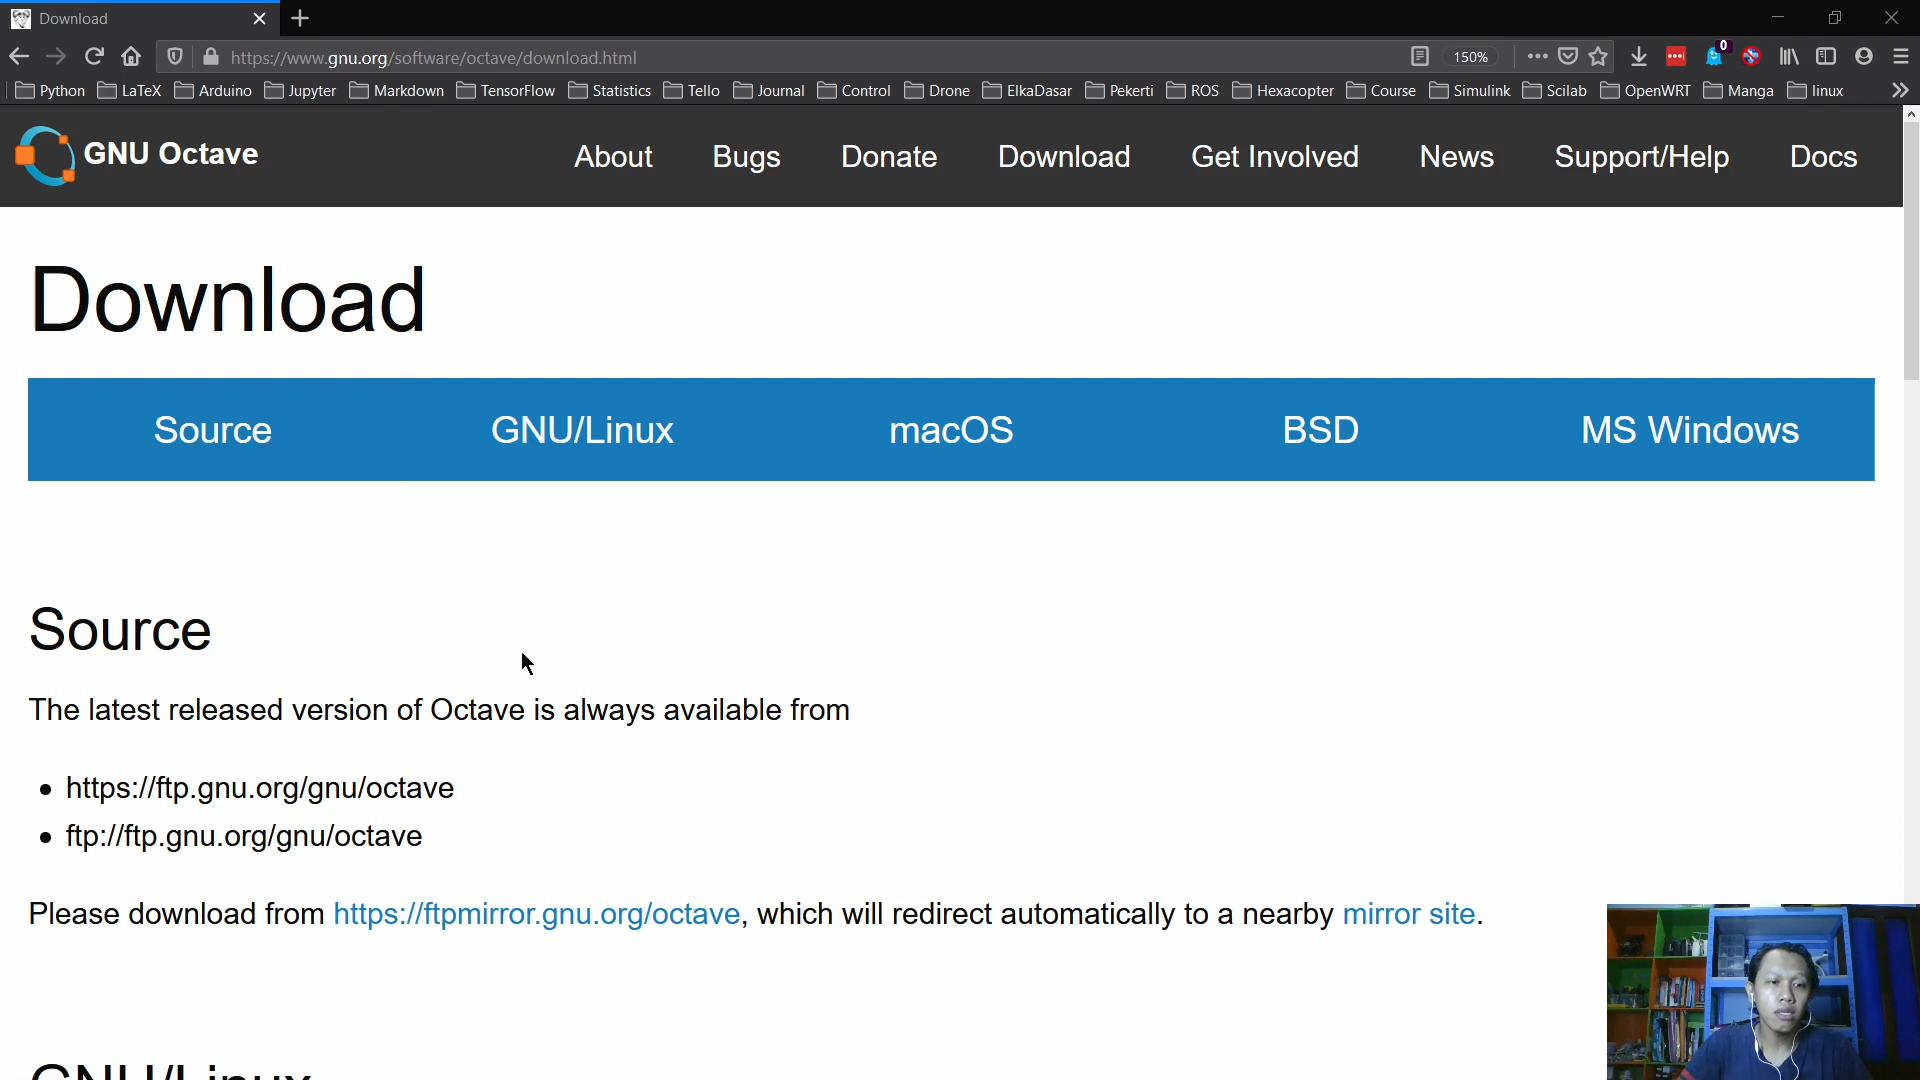 Download
https://www.gnu.org/software/octave/download.html
150%
0
Python LaTeX Arduino Jupyter Markdown TensorFlow Statistics Tello Journal Control Drone ElkaDasar Pekerti ROS Hexacopter Course Simulink Scilab OpenWRT Manga linux
GNU Octave About Bugs Donate Download Get Involved News Support/Help Docs
Download
Source GNU/Linux macOS BSD MS Windows
Source
The latest released version of Octave is always available from
• https://ftp.gnu.org/gnu/octave
• ftp://ftp.gnu.org/gnu/octave
Please download from https://ftpmirror.gnu.org/octave, which will redirect automatically to a nearby mirror site.
GNU/Linux